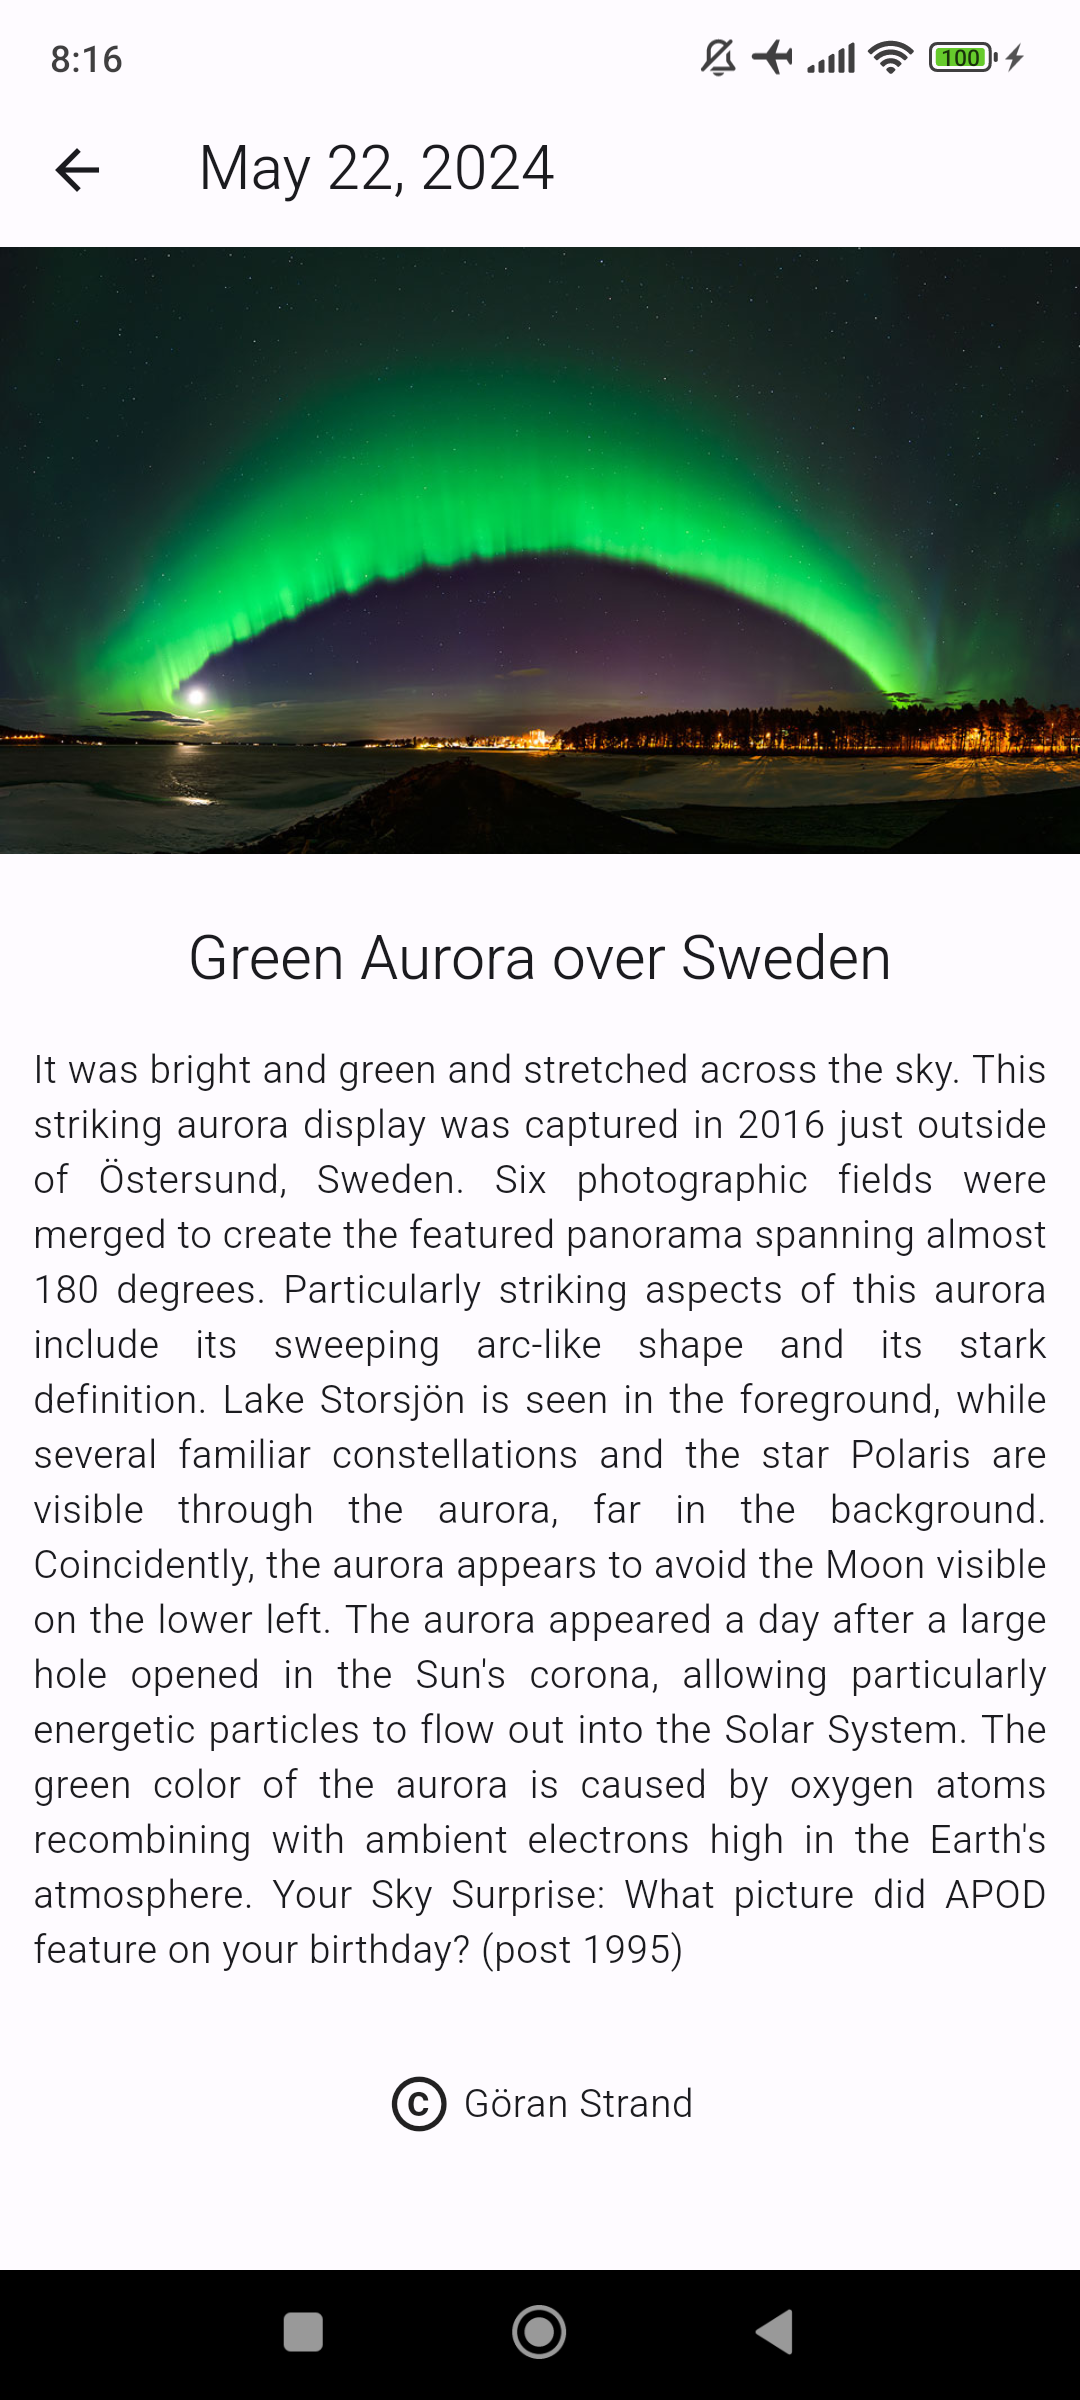 8:16
100
May 22, 2024
Green Aurora over Sweden
It was bright and green and stretched across the sky. This
striking aurora display was captured in 2016 just outside
of Östersund, Sweden. Six photographic fields were
merged to create the featured panorama spanning almost
180 degrees. Particularly striking aspects of this aurora
include its sweeping arc-like shape and its stark
definition. Lake Storsjön is seen in the foreground, while
several familiar constellations and the star Polaris are
visible through the aurora, far in the background.
Coincidently, the aurora appears to avoid the Moon visible
on the lower left. The aurora appeared a day after a large
hole opened in the Sun's corona, allowing particularly
energetic particles to flow out into the Solar System. The
green color of the aurora is caused by oxygen atoms
recombining with ambient electrons high in the Earth's
atmosphere. Your Sky Surprise: What picture did APOD
feature on your birthday? (post 1995)
© Göran Strand